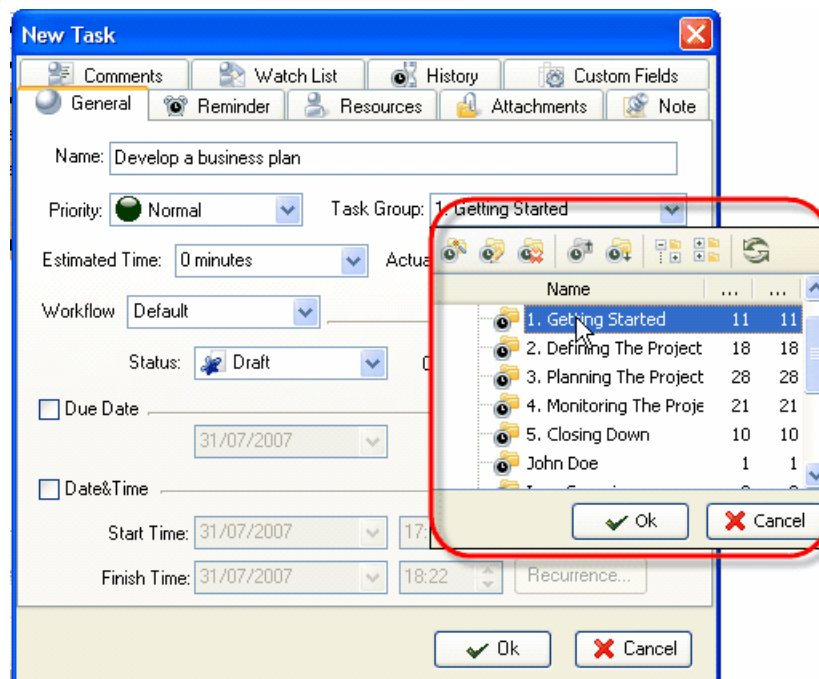 New Task
Comments Watch List History Custom Fields
General Reminder Resources Attachments Note
Name: Develop a business plan
Priority: Normal Task Group: 1. Getting Started
Estimated Time: 0 minutes Actua
Workflow Default
Status: Draft
Due Date
31/07/2007
Date&Time
Start Time: 31/07/2007 17:
Finish Time: 31/07/2007 18:22 Recurrence...
Ok Cancel
Name ... ...
1. Getting Started 11 11
2. Defining The Project 18 18
3. Planning The Project 28 28
4. Monitoring The Proje 21 21
5. Closing Down 10 10
John Doe 1 1
Ok Cancel